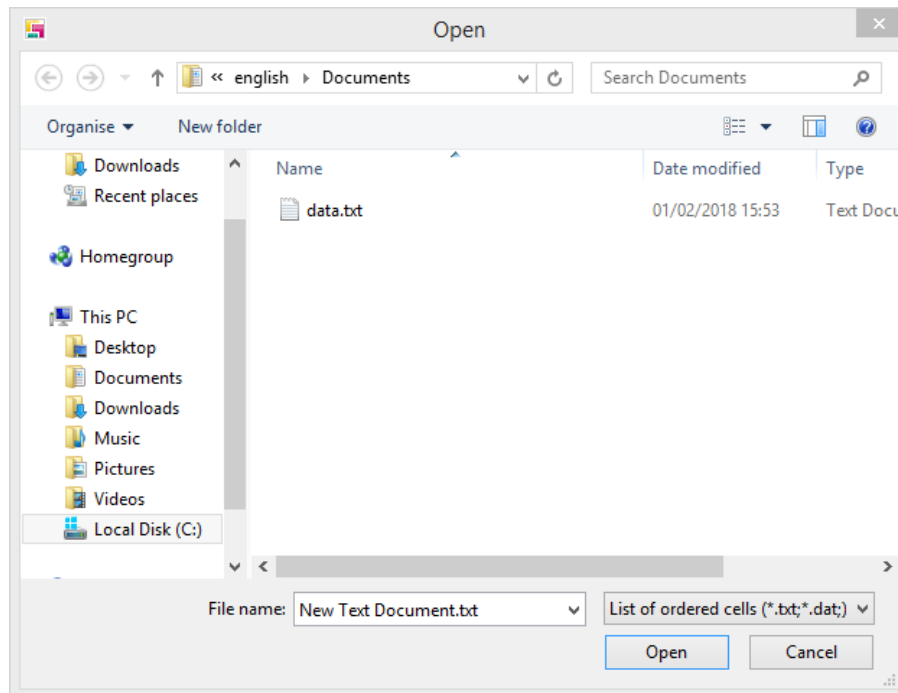 Open
« english Documents
Search Documents
Organise
New folder
Name
Date modified
Type
Downloads
Recent places
data.txt
01/02/2018 15:53
Text Docu
Homegroup
This PC
Desktop
Documents
Downloads
Music
Pictures
Videos
Local Disk (C:)
File name: New Text Document.txt
List of ordered cells (*.txt;*.dat;)
Open
Cancel